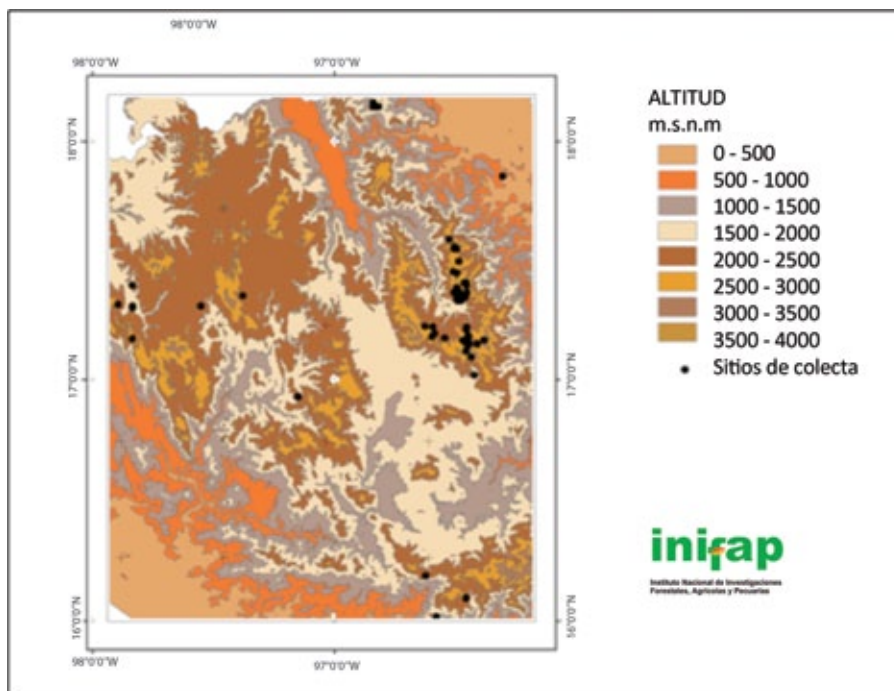 98°0'0"W
98°0'0"W
97°0'0"W
18°0'0"N
18°0'0"N
17°0'0"N
17°0'0"N
16°0'0"N
16°0'0"N
98°0'0"W
97°0'0"W
ALTITUD
m.s.n.m
0 - 500
500 - 1000
1000 - 1500
1500 - 2000
2000 - 2500
2500 - 3000
3000 - 3500
3500 - 4000
Sitios de colecta
inifap
Instituto Nacional de Investigaciones
Forestales, Agrícolas y Pecuarias